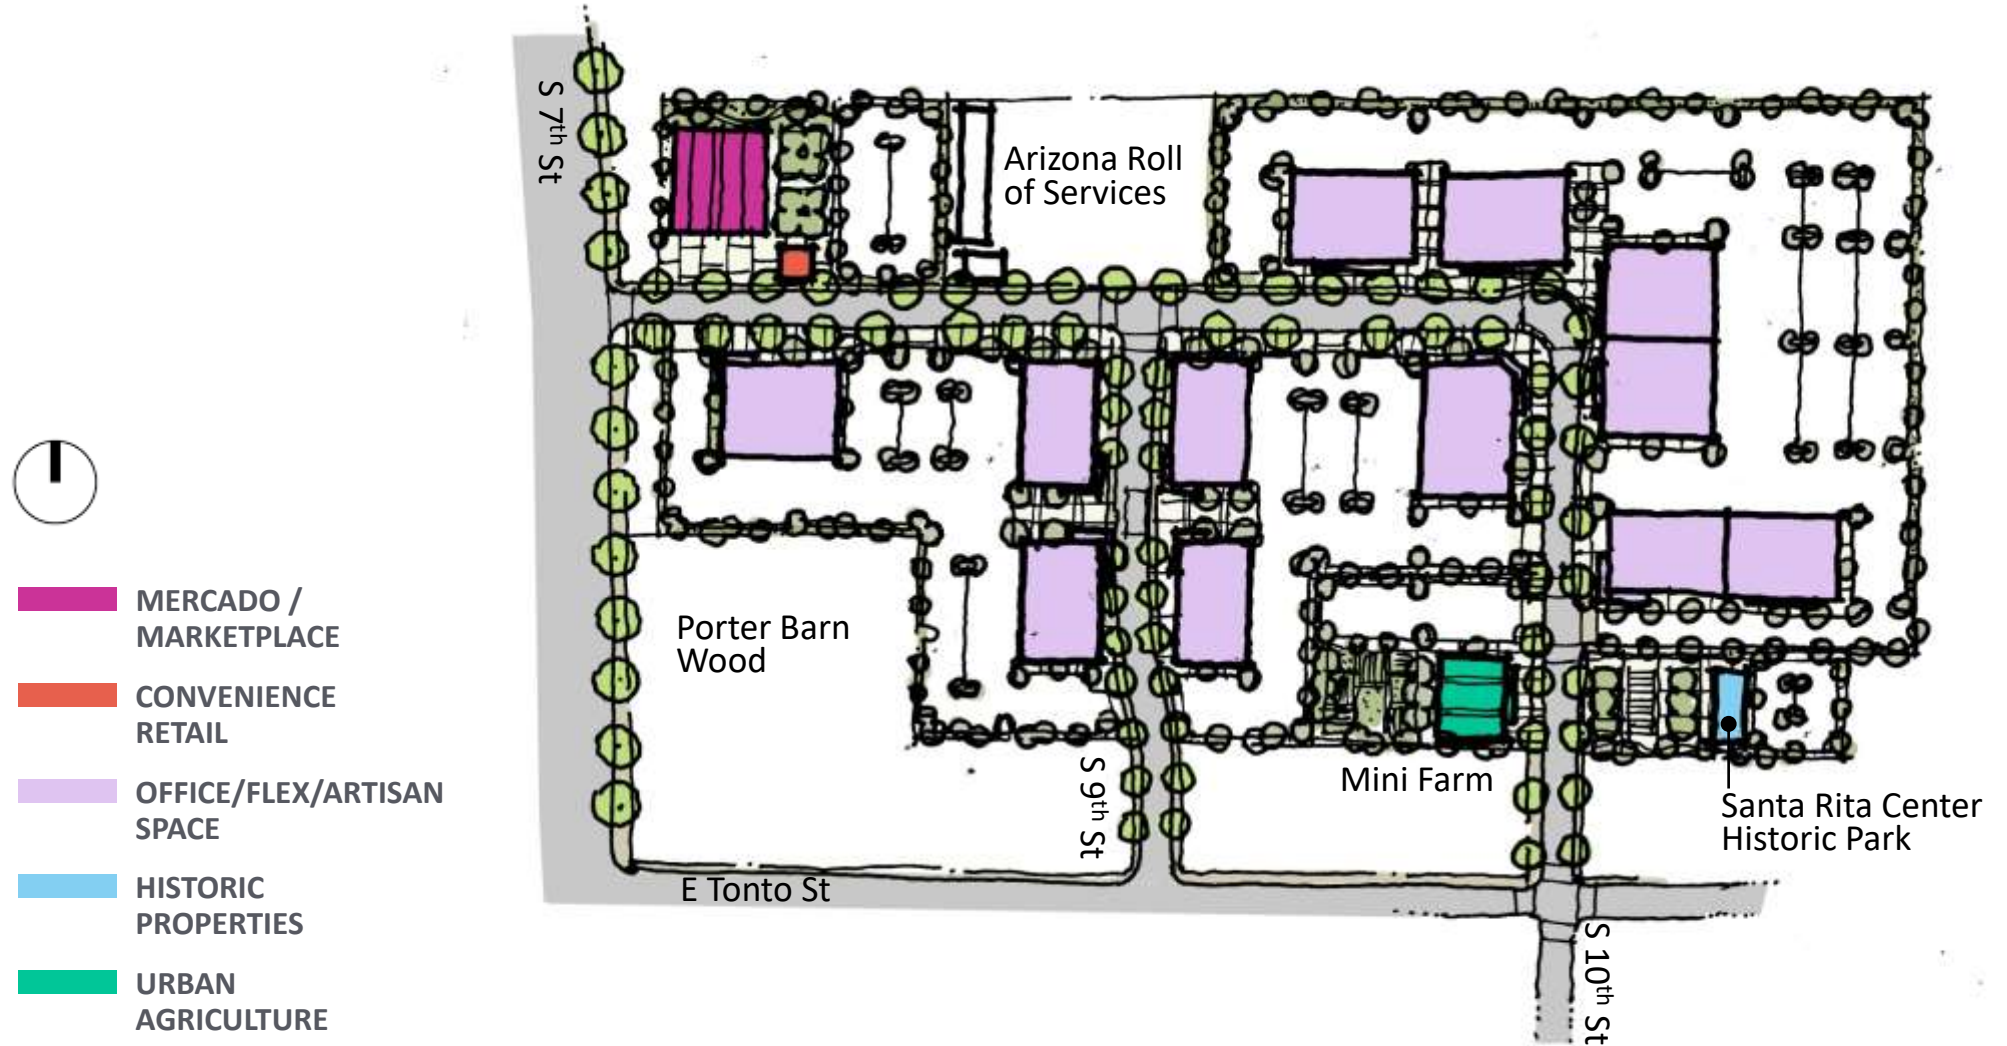 S 7th St
Arizona Roll
of Services
MERCADO /
MARKETPLACE
CONVENIENCE
RETAIL
OFFICE/FLEX/ARTISAN
SPACE
HISTORIC
PROPERTIES
URBAN
AGRICULTURE
Porter Barn
Wood
S 9th St
Mini Farm
Santa Rita Center
Historic Park
E Tonto St
S 10th St